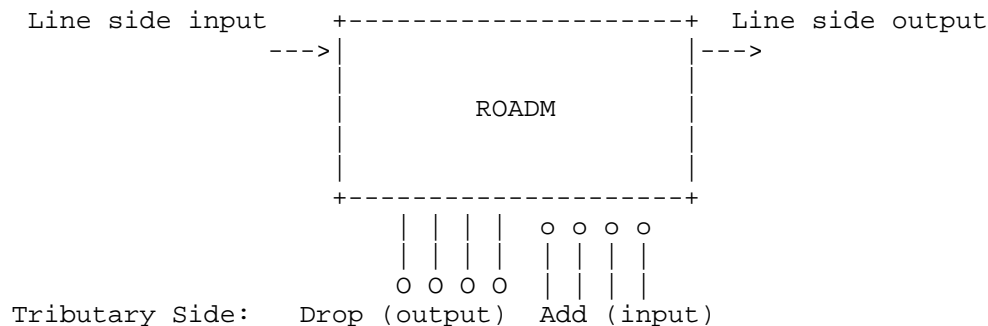 Line side input Line side output
ROADM
Tributary Side: Drop (output) Add (input)